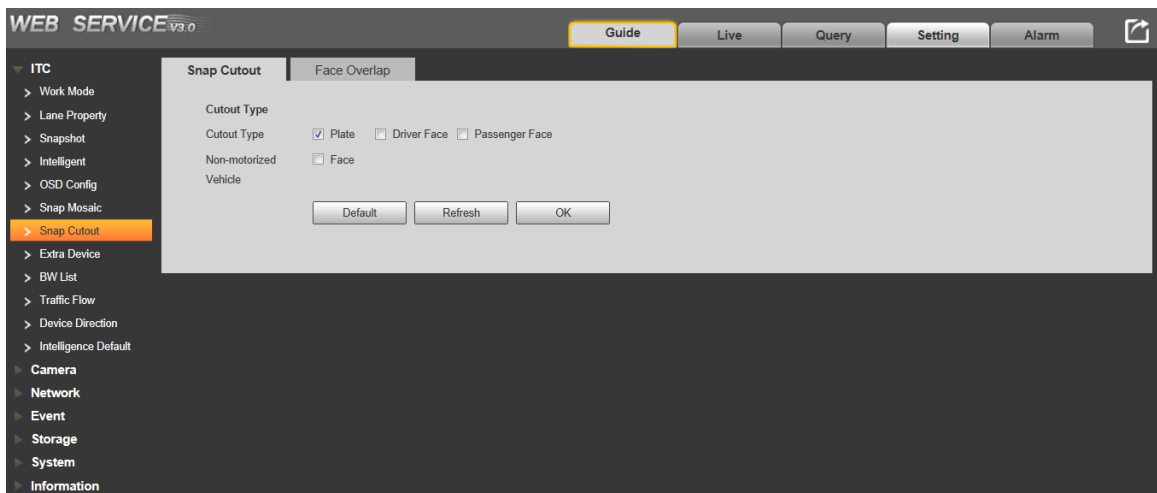 WEB SERVICE V3.0
Guide
Live
Query
Setting
Alarm
ITC
Work Mode
Lane Property
Snapshot
Intelligent
OSD Config
Snap Mosaic
Snap Cutout
Extra Device
BW List
Traffic Flow
Device Direction
Intelligence Default
Camera
Network
Event
Storage
System
Information
Snap Cutout
Face Overlap
Cutout Type
Cutout Type Plate Driver Face Passenger Face
Non-motorized Face
Vehicle
Default Refresh OK